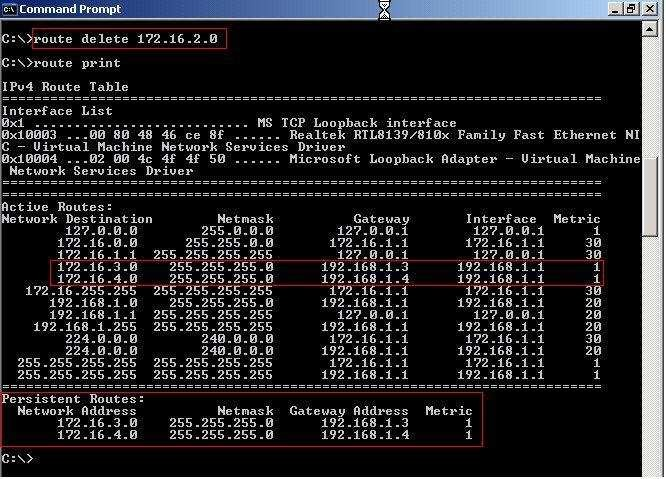 Command Prompt
C:\>route delete 172.16.2.0
C:\>route print
IPv4 Route Table
===========================================================================
Interface List
0x1 ........................... MS TCP Loopback interface
0x10003 ...00 80 48 46 ce 8f ...... Realtek RTL8139/810x Family Fast Ethernet NI
C - Virtual Machine Network Services Driver
0x10004 ...02 00 4c 4f 4f 50 ...... Microsoft Loopback Adapter - Virtual Machine
 Network Services Driver
===========================================================================
===========================================================================
Active Routes:
Network Destination        Netmask          Gateway       Interface  Metric
127.0.0.0        255.0.0.0        127.0.0.1       127.0.0.1      1
172.16.0.0      255.255.0.0       172.16.1.1      172.16.1.1     30
172.16.1.1  255.255.255.255        127.0.0.1       127.0.0.1     30
172.16.3.0    255.255.255.0      192.168.1.3     192.168.1.1      1
172.16.4.0    255.255.255.0      192.168.1.4     192.168.1.1      1
172.16.255.255  255.255.255.255       172.16.1.1      172.16.1.1     30
192.168.1.0    255.255.255.0      192.168.1.1     192.168.1.1     20
192.168.1.1  255.255.255.255        127.0.0.1       127.0.0.1     20
192.168.1.255  255.255.255.255      192.168.1.1     192.168.1.1     20
224.0.0.0        240.0.0.0       172.16.1.1      172.16.1.1     30
224.0.0.0        240.0.0.0      192.168.1.1     192.168.1.1     20
255.255.255.255  255.255.255.255       172.16.1.1      172.16.1.1      1
255.255.255.255  255.255.255.255      192.168.1.1     192.168.1.1      1
===========================================================================
Persistent Routes:
Network Address          Netmask  Gateway Address  Metric
172.16.3.0    255.255.255.0      192.168.1.3       1
172.16.4.0    255.255.255.0      192.168.1.4       1
C:\>